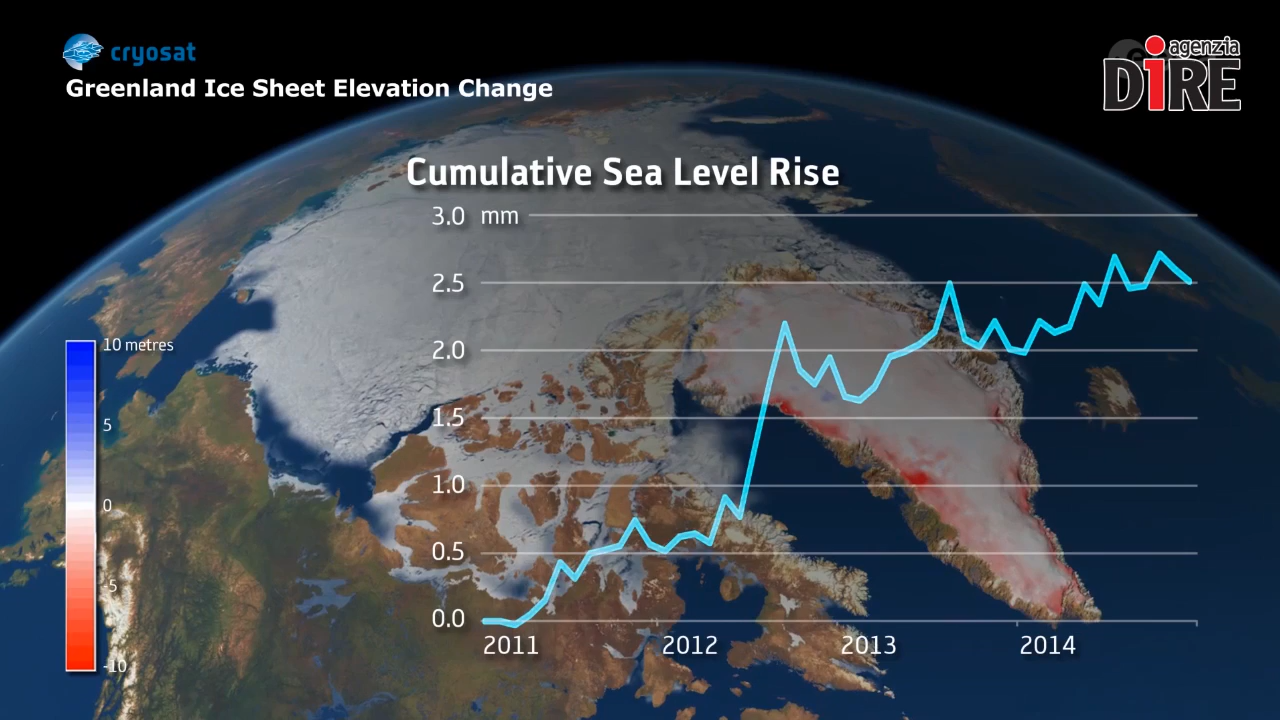 cryosat
agenzia
DiRE
Greenland Ice Sheet Elevation Change
Cumulative Sea Level Rise
3.0 mm
2.5
2.0
1.5
1.0
0.5
0.0
2011 2012 2013 2014
10 metres
5
0
-5
-10